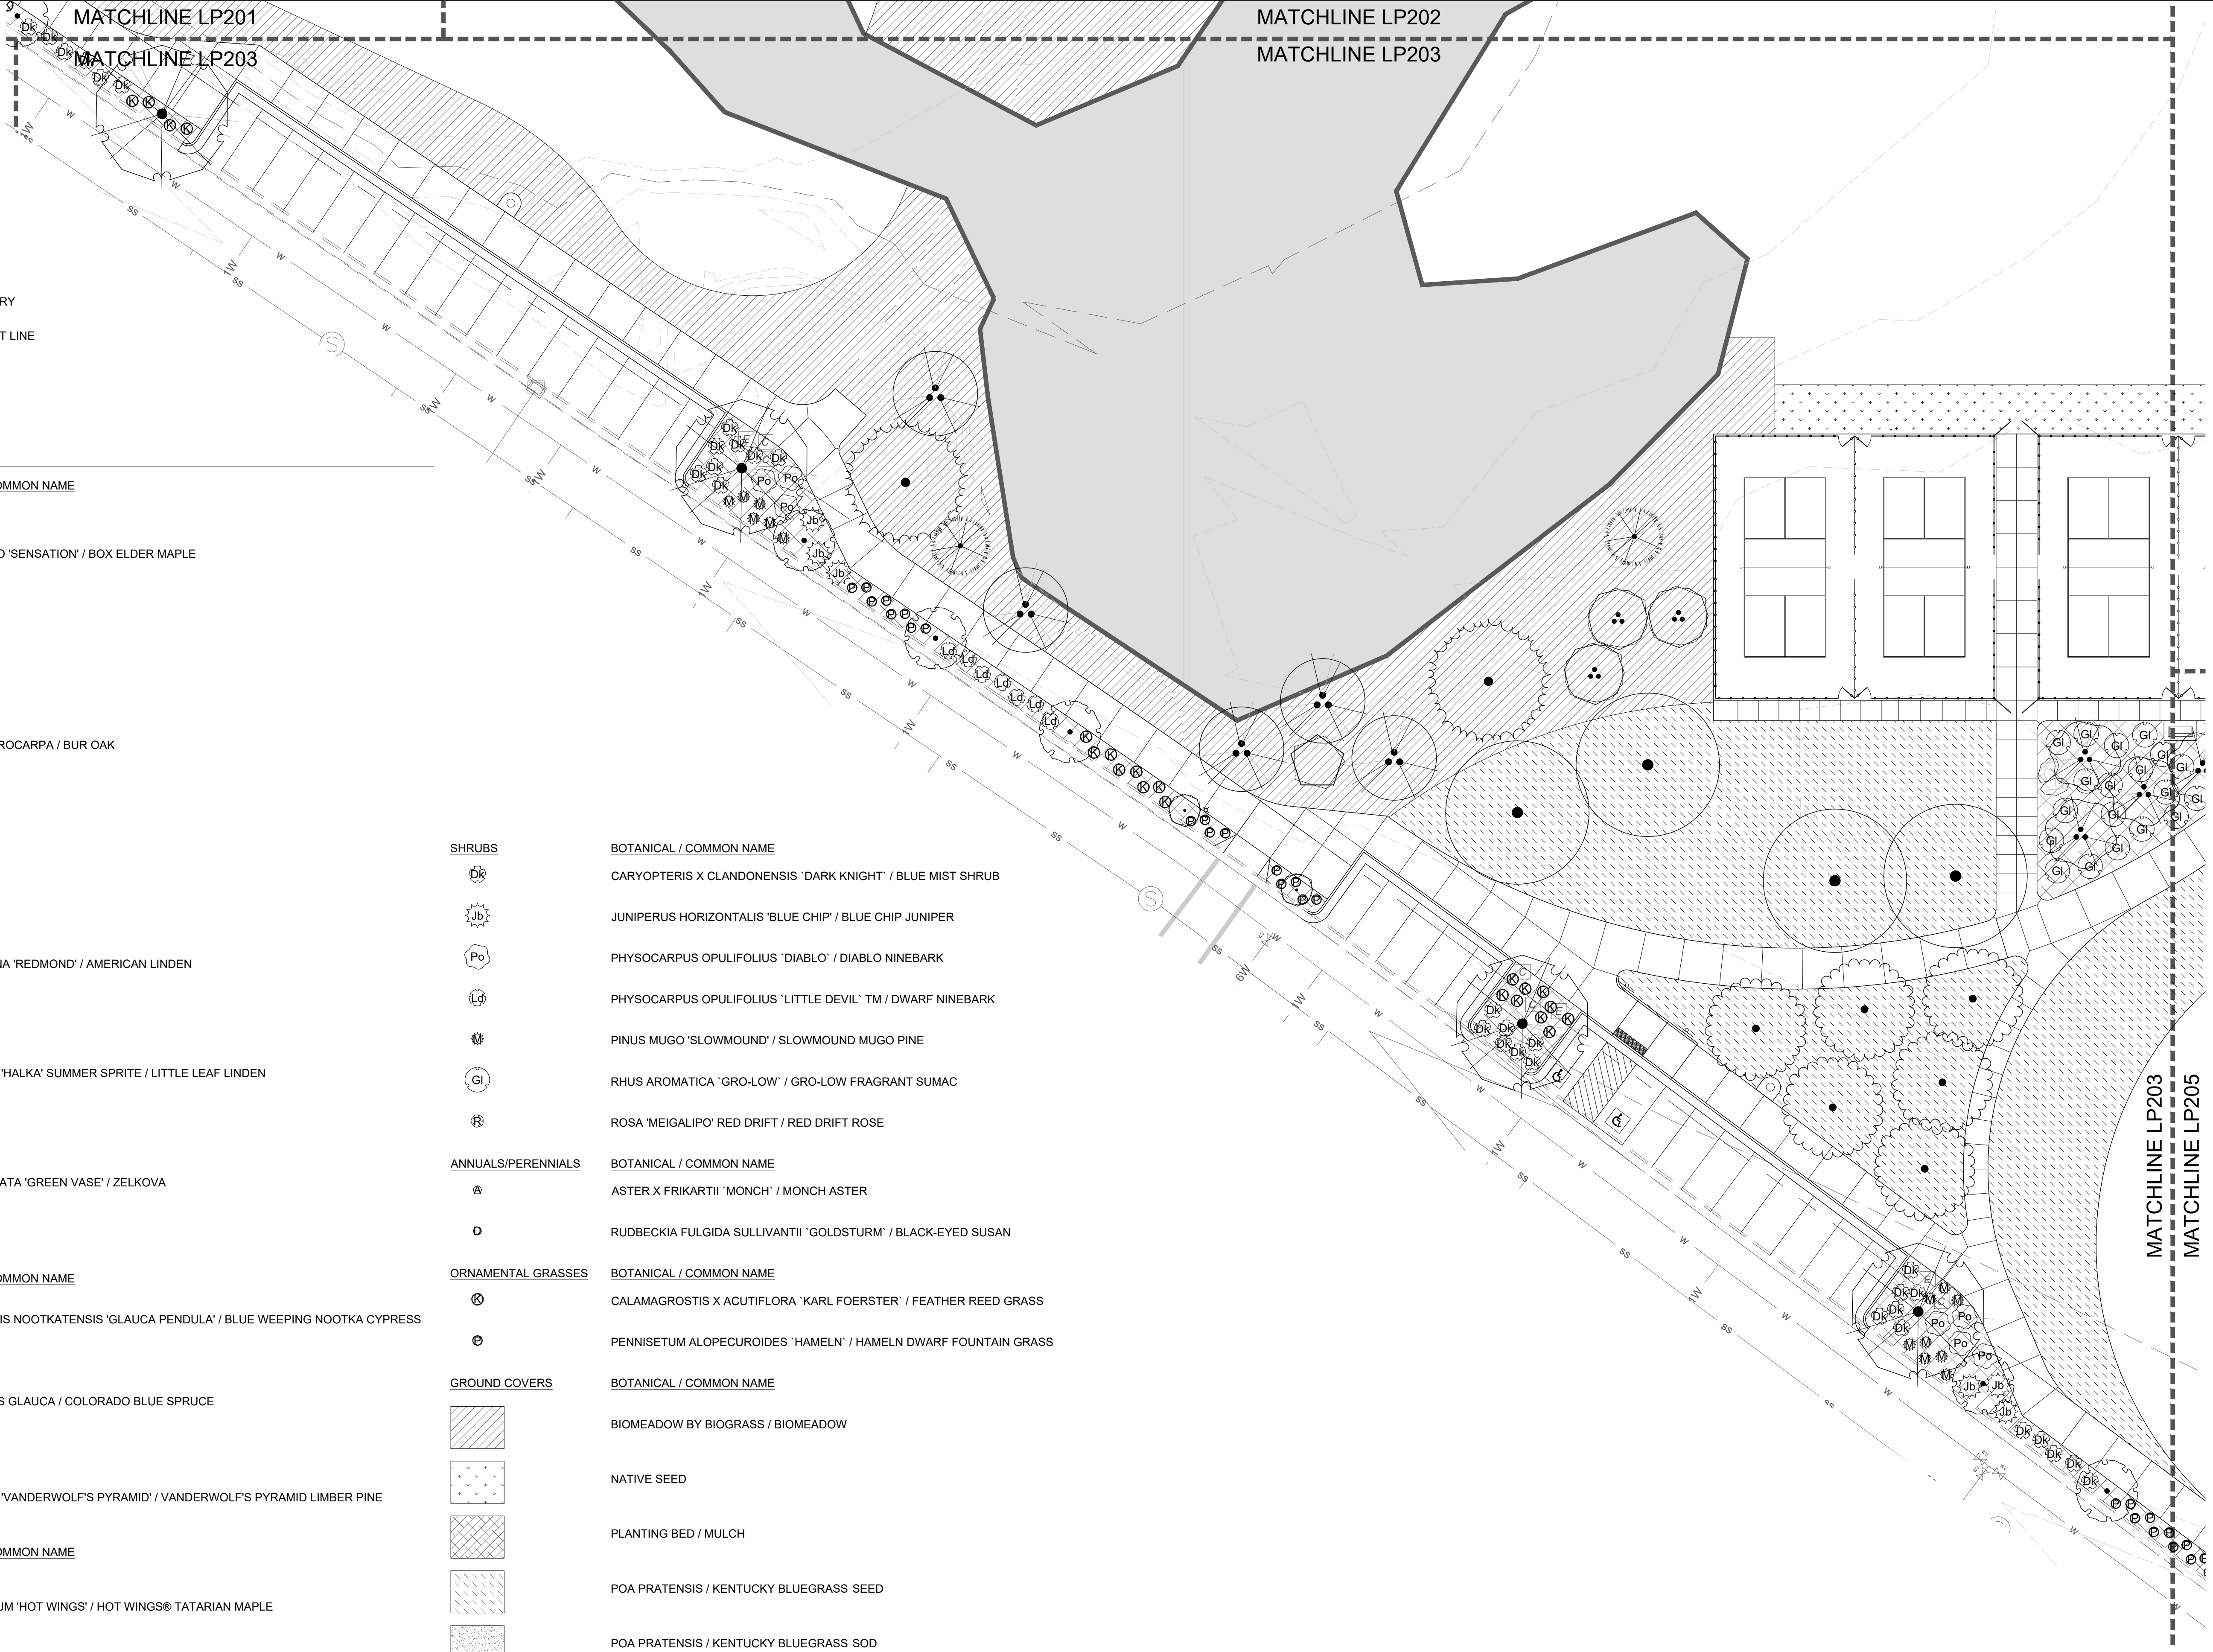 MATCHLINE LP201
MATCHLINE LP203
MATCHLINE LP202
MATCHLINE LP203
RY
T LINE
OMMON NAME
O 'SENSATION' / BOX ELDER MAPLE
ROCARPA / BUR OAK
NA 'REDMOND' / AMERICAN LINDEN
'HALKA' SUMMER SPRITE / LITTLE LEAF LINDEN
ATA 'GREEN VASE' / ZELKOVA
OMMON NAME
IS NOOTKATENSIS 'GLAUCA PENDULA' / BLUE WEEPING NOOTKA CYPRESS
S GLAUCA / COLORADO BLUE SPRUCE
'VANDERWOLF'S PYRAMID' / VANDERWOLF'S PYRAMID LIMBER PINE
OMMON NAME
UM 'HOT WINGS' / HOT WINGS® TATARIAN MAPLE
SHRUBS BOTANICAL / COMMON NAME
Dk CARYOPTERIS X CLANDONENSIS `DARK KNIGHT` / BLUE MIST SHRUB
Jb JUNIPERUS HORIZONTALIS 'BLUE CHIP' / BLUE CHIP JUNIPER
Po PHYSOCARPUS OPULIFOLIUS `DIABLO` / DIABLO NINEBARK
Ld PHYSOCARPUS OPULIFOLIUS `LITTLE DEVIL` TM / DWARF NINEBARK
M PINUS MUGO 'SLOWMOUND' / SLOWMOUND MUGO PINE
Gl RHUS AROMATICA `GRO-LOW` / GRO-LOW FRAGRANT SUMAC
R ROSA 'MEIGALIPO' RED DRIFT / RED DRIFT ROSE
ANNUALS/PERENNIALS BOTANICAL / COMMON NAME
A ASTER X FRIKARTII `MONCH` / MONCH ASTER
D RUDBECKIA FULGIDA SULLIVANTII `GOLDSTURM` / BLACK-EYED SUSAN
ORNAMENTAL GRASSES BOTANICAL / COMMON NAME
K CALAMAGROSTIS X ACUTIFLORA `KARL FOERSTER` / FEATHER REED GRASS
P PENNISETUM ALOPECUROIDES `HAMELN` / HAMELN DWARF FOUNTAIN GRASS
GROUND COVERS BOTANICAL / COMMON NAME
BIOMEADOW BY BIOGRASS / BIOMEADOW
NATIVE SEED
PLANTING BED / MULCH
POA PRATENSIS / KENTUCKY BLUEGRASS SEED
POA PRATENSIS / KENTUCKY BLUEGRASS SOD
MATCHLINE LP203
MATCHLINE LP205